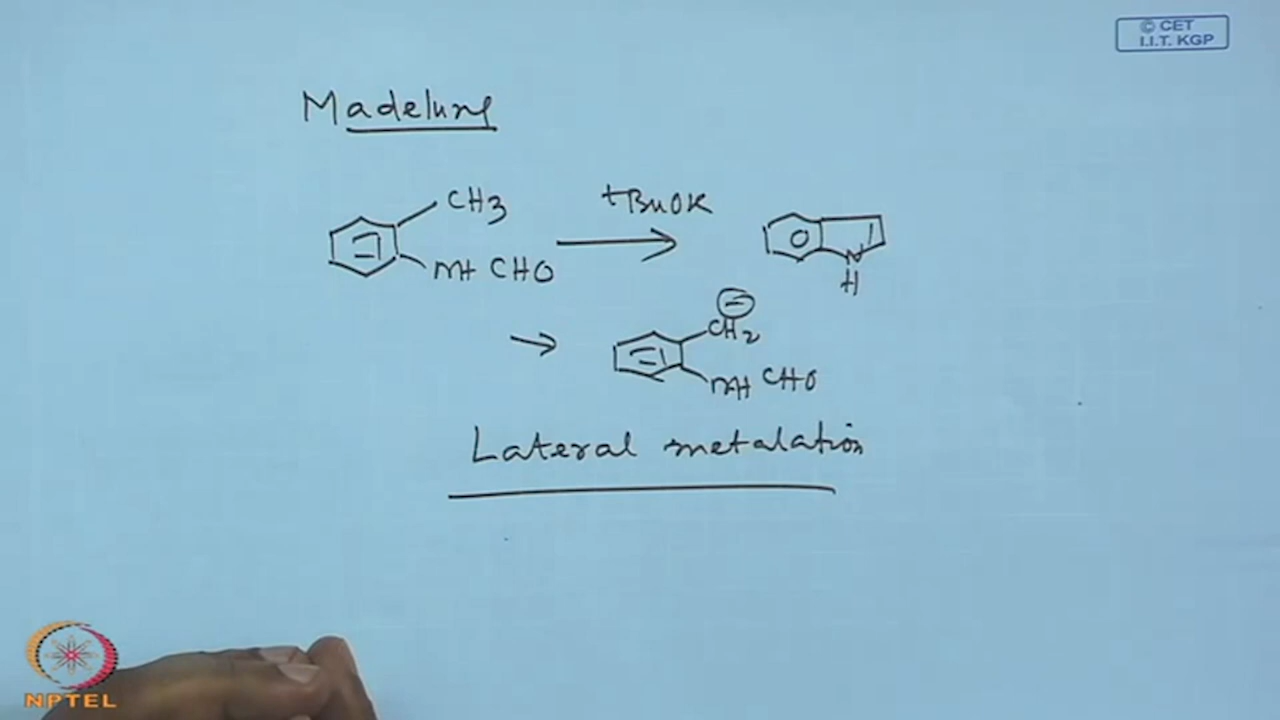 © CET
I.I.T. KGP
Madelung
CH3
NH CHO
tBuOK
N
H
⊖
CH2
NH CHO
Lateral metalation
NPTEL